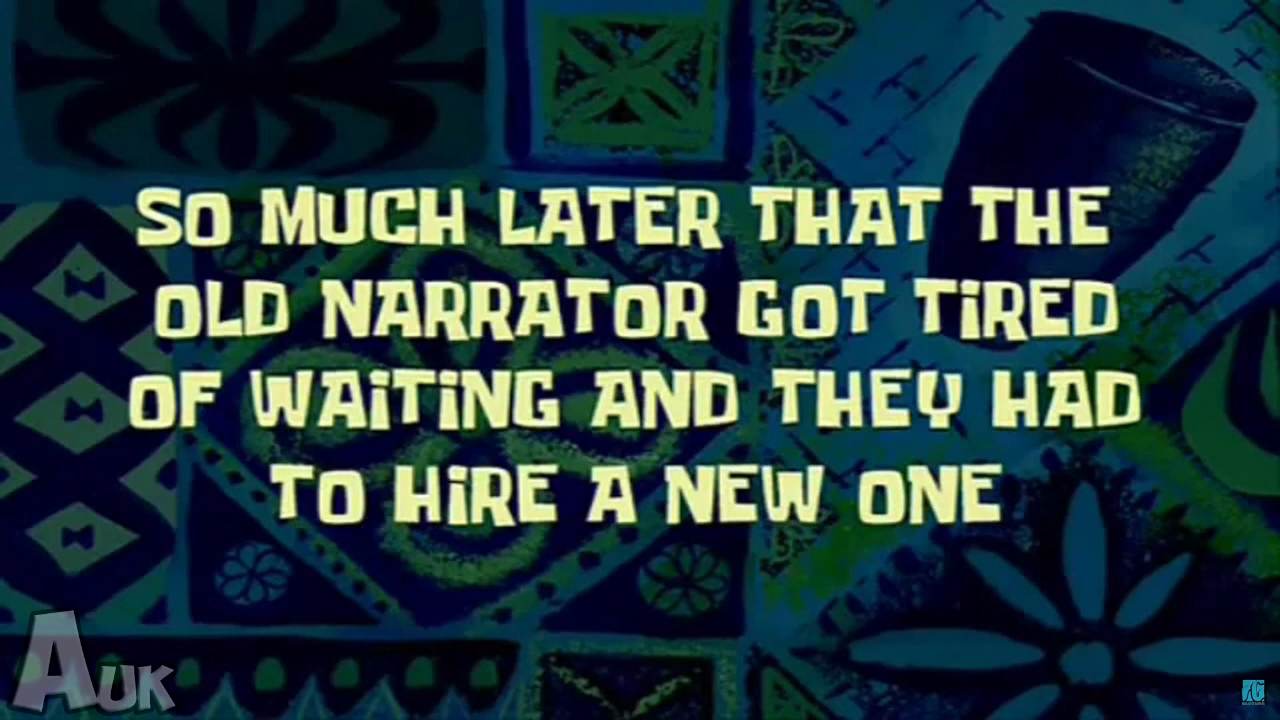 SO MUCH LATER THAT THE
OLD NARRATOR GOT TiRED
OF WAiTiNG AND THEY HAD
TO HiRE A NEW ONE
AUK